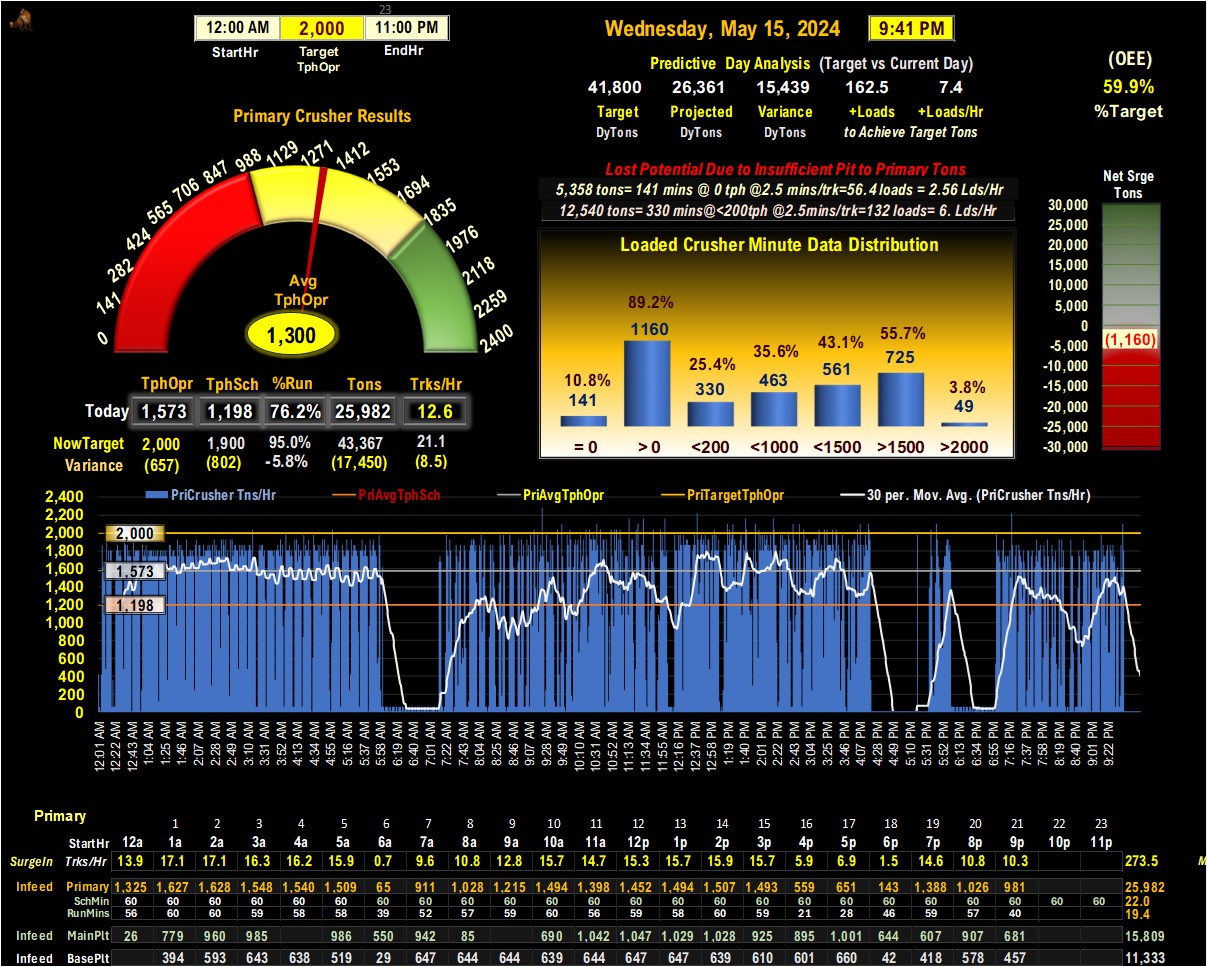 23
12:00 AM 2,000 11:00 PM
StartHr Target TphOpr EndHr
Wednesday, May 15, 2024 9:41 PM
Predictive Day Analysis (Target vs Current Day)
41,800 26,361 15,439 162.5 7.4
Target Projected Variance +Loads +Loads/Hr
DyTons DyTons DyTons to Achieve Target Tons
(OEE)
59.9%
%Target
Primary Crusher Results
0 141 282 424 565 706 847 988 1129 1271 1412 1553 1694 1835 1976 2118 2259 2400
Avg
TphOpr
1,300
Lost Potential Due to Insufficient Pit to Primary Tons
5,358 tons= 141 mins @ 0 tph @2.5 mins/trk=56.4 loads = 2.56 Lds/Hr
12,540 tons= 330 mins@<200tph @2.5mins/trk=132 loads= 6. Lds/Hr
Loaded Crusher Minute Data Distribution
10.8% 89.2% 25.4% 35.6% 43.1% 55.7% 3.8%
141 1160 330 463 561 725 49
= 0 > 0 <200 <1000 <1500 >1500 >2000
Net Srge
Tons
30,000
25,000
20,000
15,000
10,000
5,000
0
(1,160)
-5,000
-10,000
-15,000
-20,000
-25,000
-30,000
TphOpr TphSch %Run Tons Trks/Hr
Today 1,573 1,198 76.2% 25,982 12.6
NowTarget 2,000 1,900 95.0% 43,367 21.1
Variance (657) (802) -5.8% (17,450) (8.5)
PriCrusher Tns/Hr PriAvgTphSch PriAvgTphOpr PriTargetTphOpr 30 per. Mov. Avg. (PriCrusher Tns/Hr)
2,400
2,200
2,000
1,800
1,600
1,400
1,200
1,000
800
600
400
200
0
2,000
1,573
1,198
12:01 AM 12:22 AM 12:43 AM 1:04 AM 1:25 AM 1:46 AM 2:07 AM 2:28 AM 2:49 AM 3:10 AM 3:31 AM 3:52 AM 4:13 AM 4:34 AM 4:55 AM 5:16 AM 5:37 AM 5:58 AM 6:19 AM 6:40 AM 7:01 AM 7:22 AM 7:43 AM 8:04 AM 8:25 AM 8:46 AM 9:07 AM 9:28 AM 9:49 AM 10:10 AM 10:31 AM 10:52 AM 11:13 AM 11:34 AM 11:55 AM 12:16 PM 12:37 PM 12:58 PM 1:19 PM 1:40 PM 2:01 PM 2:22 PM 2:43 PM 3:04 PM 3:25 PM 3:46 PM 4:07 PM 4:28 PM 4:49 PM 5:10 PM 5:31 PM 5:52 PM 6:13 PM 6:34 PM 6:55 PM 7:16 PM 7:37 PM 7:58 PM 8:19 PM 8:40 PM 9:01 PM 9:22 PM
Primary
1 2 3 4 5 6 7 8 9 10 11 12 13 14 15 16 17 18 19 20 21 22 23
StartHr 12a 1a 2a 3a 4a 5a 6a 7a 8a 9a 10a 11a 12p 1p 2p 3p 4p 5p 6p 7p 8p 9p 10p 11p
SurgeIn Trks/Hr 13.9 17.1 17.1 16.3 16.2 15.9 0.7 9.6 10.8 12.8 15.7 14.7 15.3 15.7 15.9 15.7 5.9 6.9 1.5 14.6 10.8 10.3 273.5 M
Infeed Primary 1,325 1,627 1,628 1,548 1,540 1,509 65 911 1,028 1,215 1,494 1,398 1,452 1,494 1,507 1,493 559 651 143 1,388 1,026 981 25.982
SchMin 60 60 60 60 60 60 60 60 60 60 60 60 60 60 60 60 60 60 60 60 60 60 60 60 22.0
RunMins 56 60 60 59 58 58 39 52 57 59 60 56 59 58 60 59 21 28 46 59 57 40 19.4
Infeed MainPlt 26 779 960 985 986 550 942 85 690 1,042 1,047 1,029 1,028 925 895 1,001 644 607 907 681 15.809
Infeed BasePlt 394 593 643 638 519 29 647 644 644 639 644 647 647 639 610 601 660 42 418 578 457 11,333